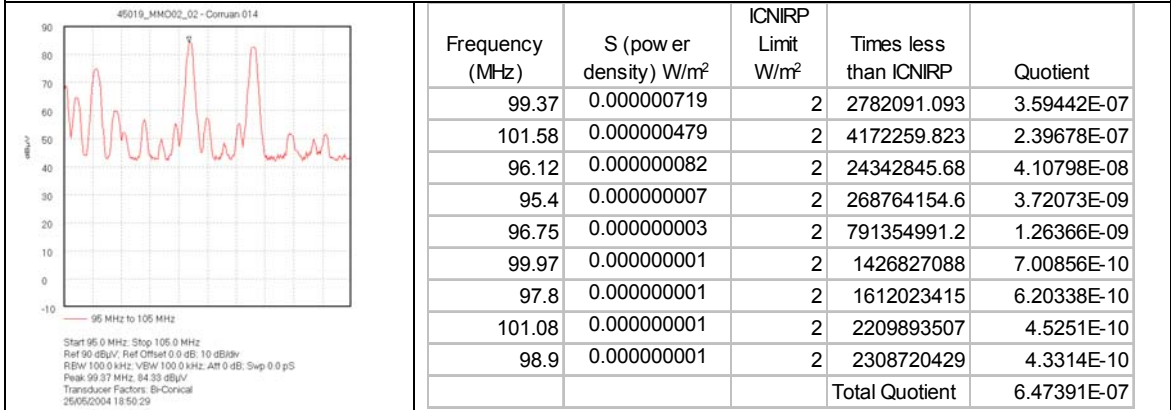 45019_MMO02_02 - Corruan 014
90
80
70
60
50
40
30
20
10
0
-10
dBµV
95 MHz to 105 MHz
Start 95.0 MHz; Stop 105.0 MHz
Ref 90 dBµV; Ref Offset 0.0 dB; 10 dB/div
RBW 100.0 kHz; VBW 100.0 kHz; Att 0 dB; Swp 0.0 pS
Peak 99.37 MHz, 84.33 dBµV
Transducer Factors: Bi-Conical
25/05/2004 18:50:29
Frequency (MHz) S (power density) W/m² ICNIRP Limit W/m² Times less than ICNIRP Quotient
99.37 0.000000719 2 2782091.093 3.59442E-07
101.58 0.000000479 2 4172259.823 2.39678E-07
96.12 0.000000082 2 24342845.68 4.10798E-08
95.4 0.000000007 2 268764154.6 3.72073E-09
96.75 0.000000003 2 791354991.2 1.26366E-09
99.97 0.000000001 2 1426827088 7.00856E-10
97.8 0.000000001 2 1612023415 6.20338E-10
101.08 0.000000001 2 2209893507 4.5251E-10
98.9 0.000000001 2 2308720429 4.3314E-10
Total Quotient 6.47391E-07